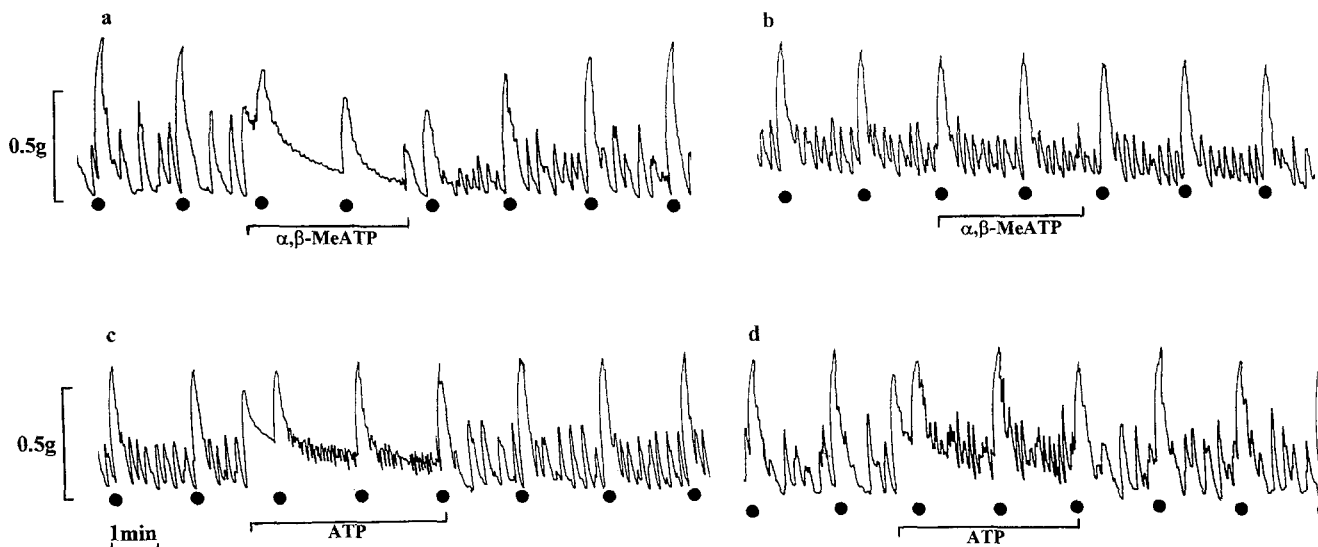 a
b
0.5g
α,β-MeATP
α,β-MeATP
c
d
0.5g
1min
ATP
ATP